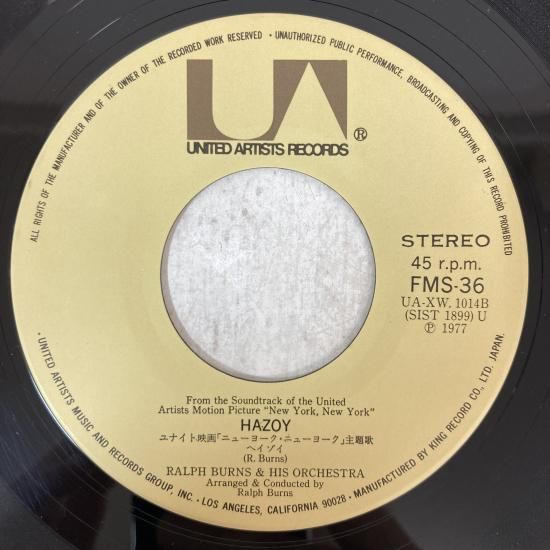 ALL RIGHTS OF THE MANUFACTURER AND OF THE OWNER OF THE RECORDED WORK RESERVED • UNAUTHORIZED PUBLIC PERFORMANCE, BROADCASTING AND COPYING OF THIS RECORD PROHIBITED
UA®
UNITED ARTISTS RECORDS
STEREO
45 r.p.m.
FMS-36
UA-XW. 1014B
(SIST 1899) U
Ⓟ 1977
From the Soundtrack of the United
Artists Motion Picture “New York, New York”
HAZOY
ユナイト映画「ニューヨーク・ニューヨーク」主題歌
ヘイゾイ
(R. Burns)
RALPH BURNS & HIS ORCHESTRA
Arranged & Conducted by
Ralph Burns
• UNITED ARTISTS MUSIC AND RECORDS GROUP, INC. • LOS ANGELES, CALIFORNIA 90028 • MANUFACTURED BY KING RECORD CO., LTD. JAPAN.